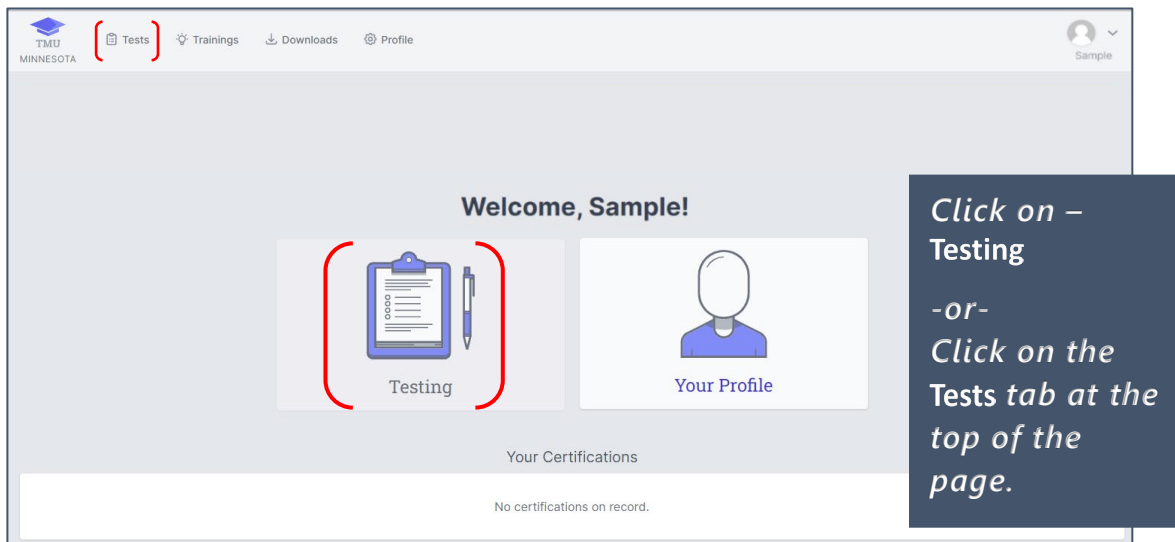 TMU
MINNESOTA
Tests
Trainings
Downloads
Profile
Sample
Welcome, Sample!
Testing
Your Profile
Your Certifications
No certifications on record.
Click on –
Testing
-or-
Click on the
Tests tab at the
top of the
page.